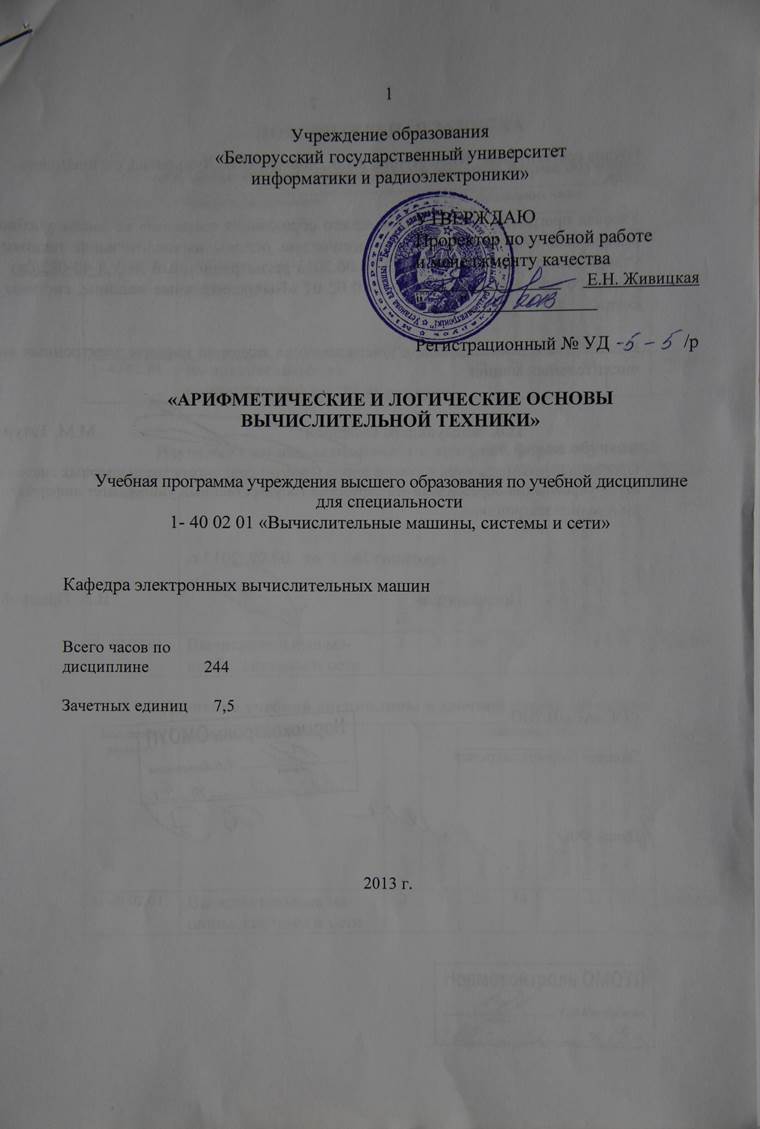 1
Учреждение образования
«Белорусский государственный университет
информатики и радиоэлектроники»
УТВЕРЖДАЮ
Проректор по учебной работе
и менеджменту качества
Е.Н. Живицкая
Регистрационный № УД -5-5 /р
«АРИФМЕТИЧЕСКИЕ И ЛОГИЧЕСКИЕ ОСНОВЫ
ВЫЧИСЛИТЕЛЬНОЙ ТЕХНИКИ»
Учебная программа учреждения высшего образования по учебной дисциплине
для специальности
1- 40 02 01 «Вычислительные машины, системы и сети»
Кафедра электронных вычислительных машин
Всего часов по
дисциплине 244
Зачетных единиц 7,5
2013 г.